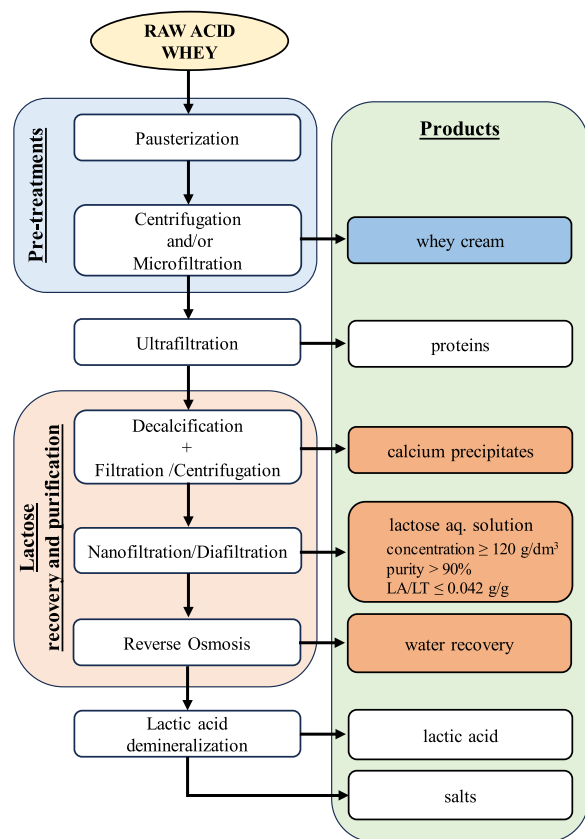 RAW ACID
WHEY
Pre-treatments
Pausterization
Centrifugation
and/or
Microfiltration
Ultrafiltration
Lactose
recovery and purification
Decalcification
+
Filtration /Centrifugation
Nanofiltration/Diafiltration
Reverse Osmosis
Lactic acid
demineralization
Products
whey cream
proteins
calcium precipitates
lactose aq. solution
concentration ≥ 120 g/dm³
purity > 90%
LA/LT ≤ 0.042 g/g
water recovery
lactic acid
salts